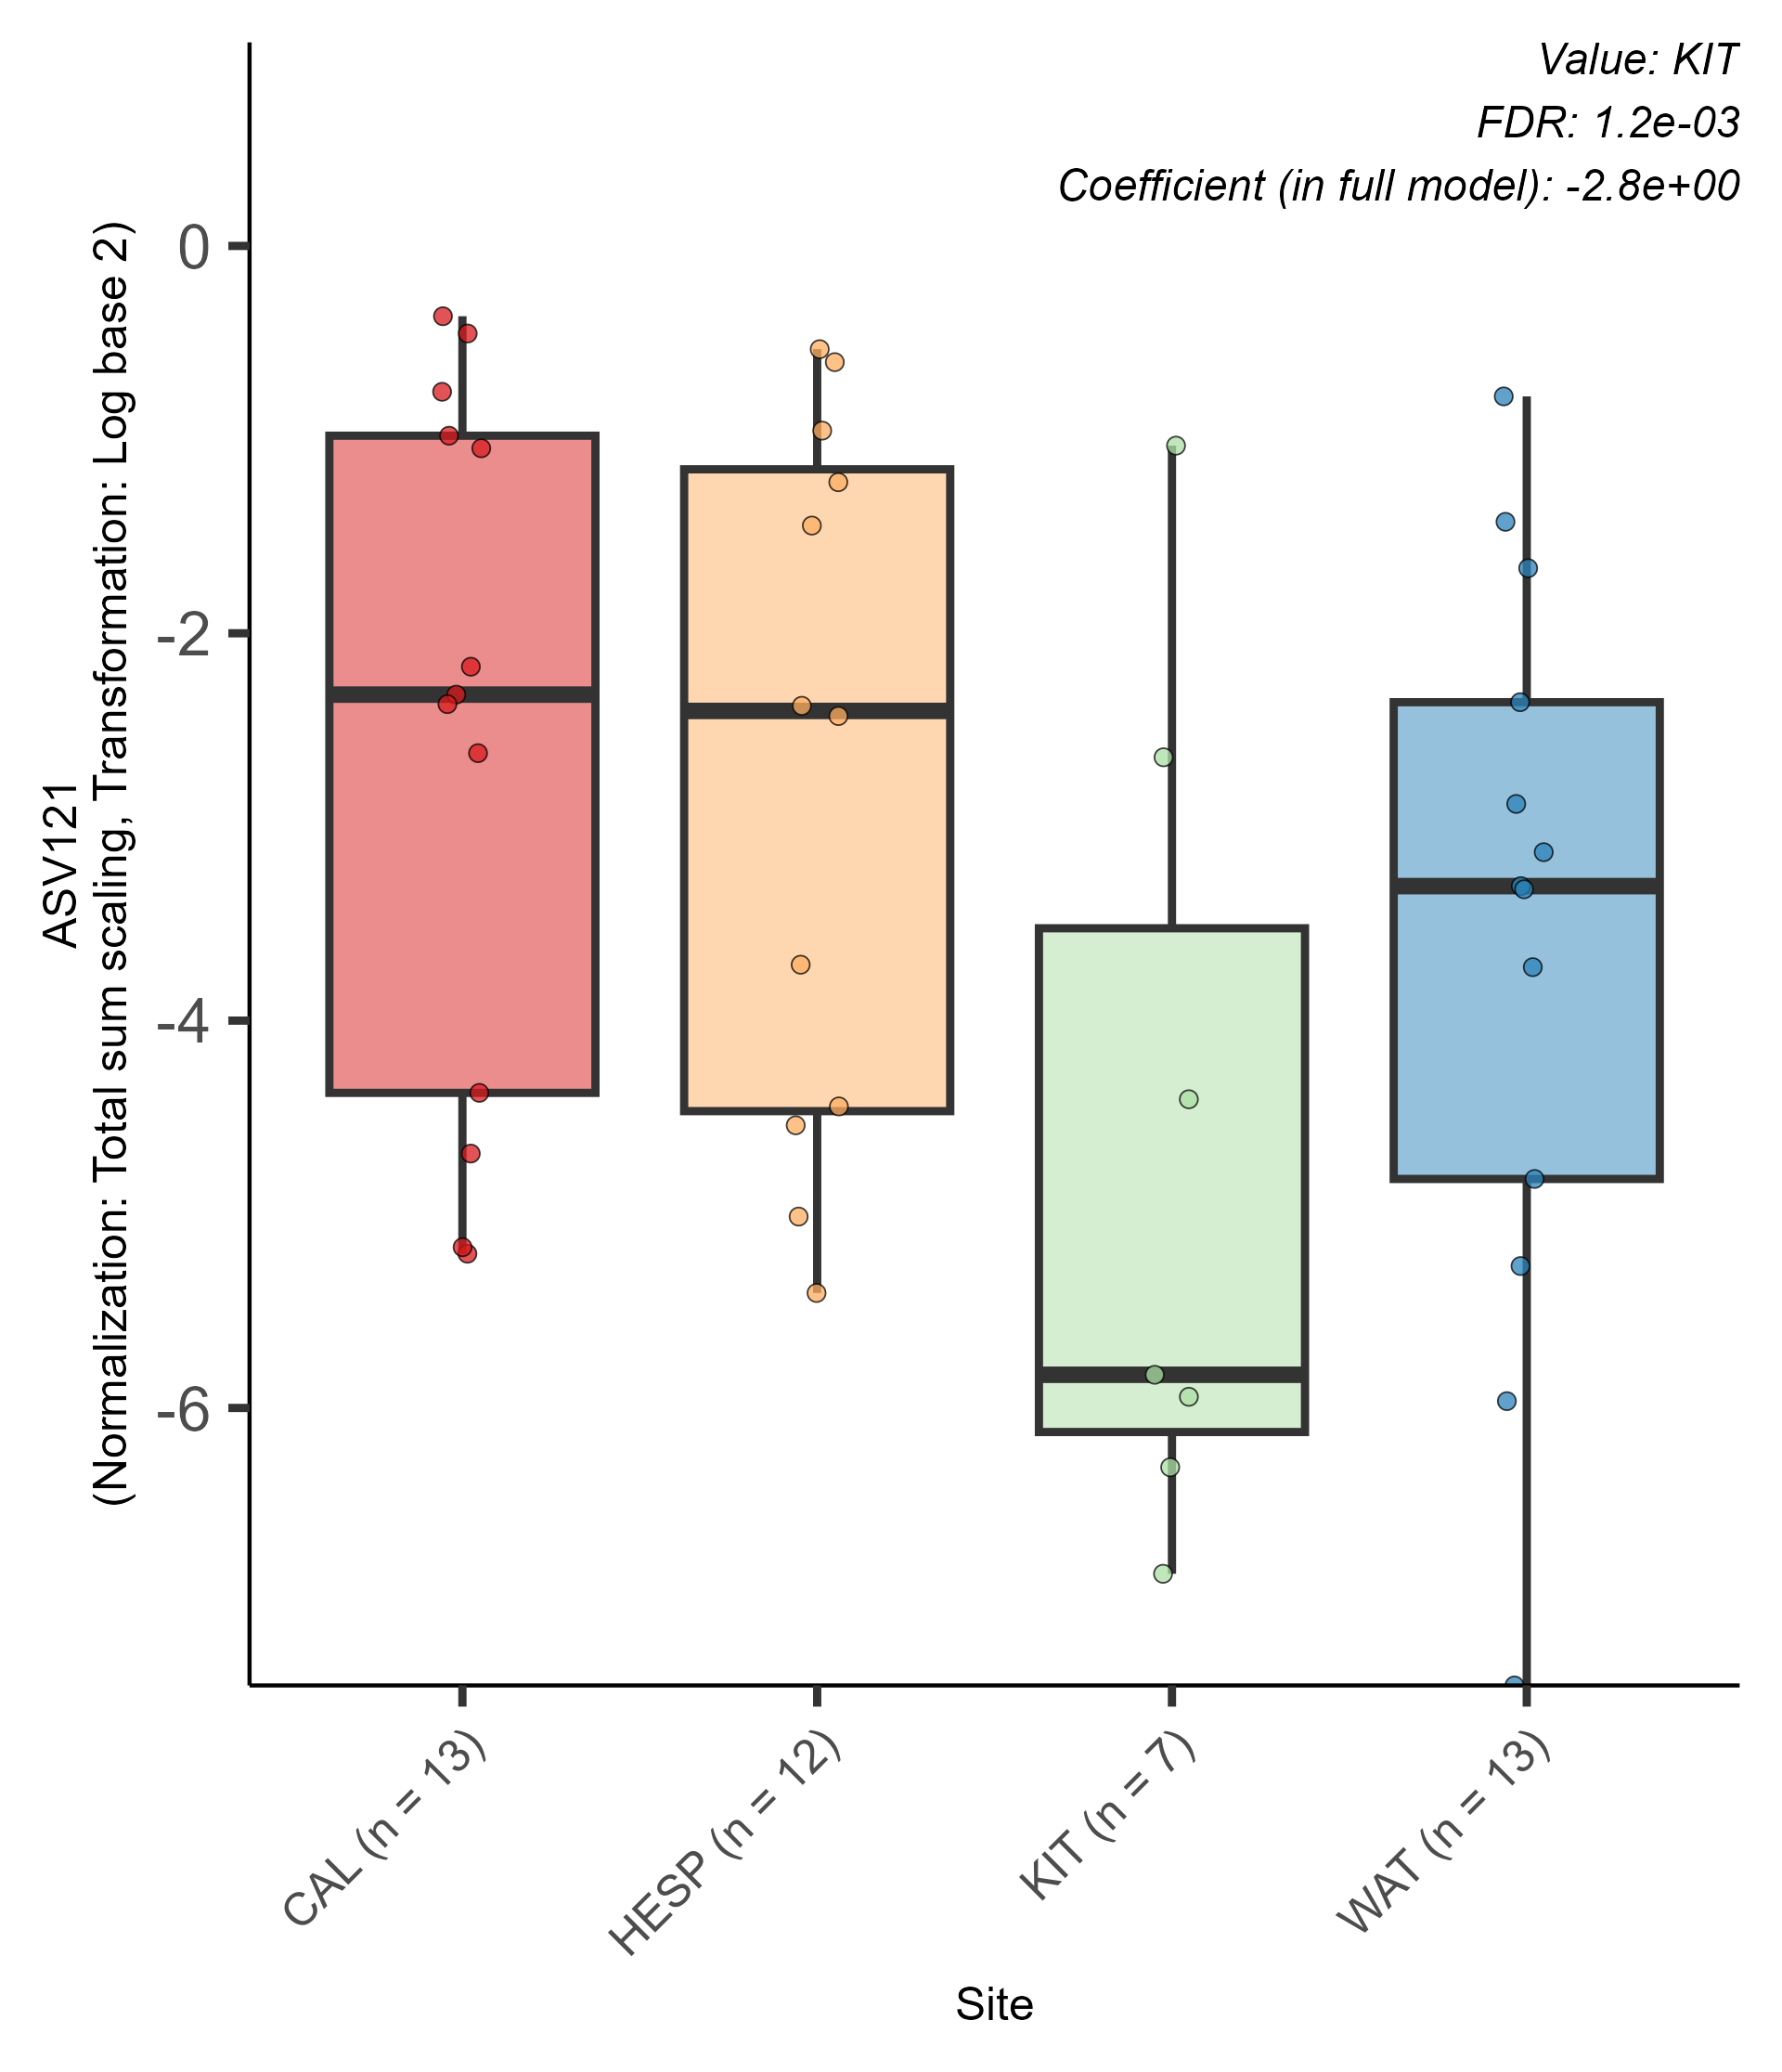 Value: KIT
FDR: 1.2e-03
Coefficient (in full model): -2.8e+00
ASV121
(Normalization: Total sum scaling, Transformation: Log base 2)
0
-2
-4
-6
CAL (n = 13)
HESP (n = 12)
KIT (n = 7)
WAT (n = 13)
Site